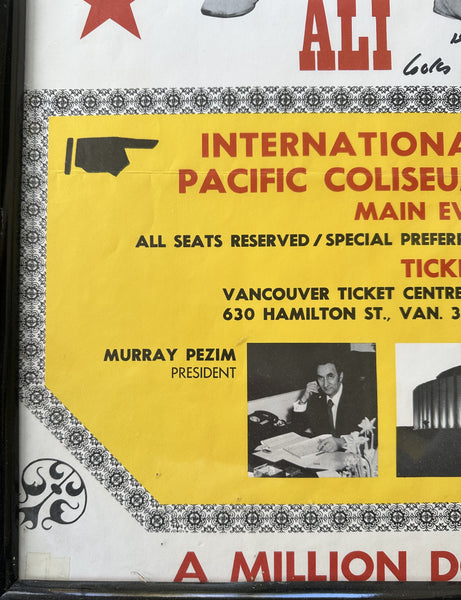 ALI
INTERNATIONA
PACIFIC COLISEU
MAIN EV
ALL SEATS RESERVED / SPECIAL PREFER
TICK
VANCOUVER TICKET CENTRE
630 HAMILTON ST., VAN. 3
MURRAY PEZIM
PRESIDENT
A MILLION D